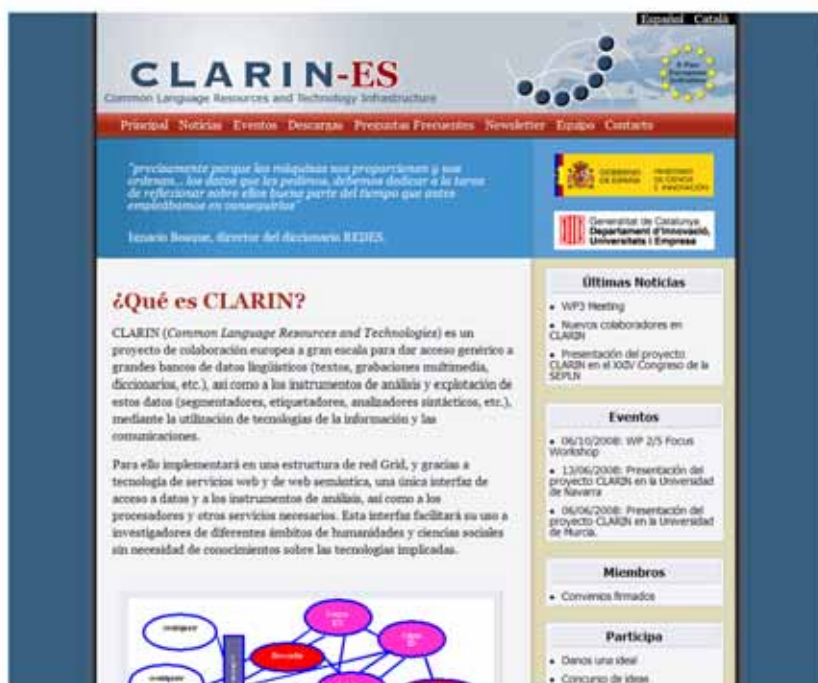 Español Català
CLARIN-ES
Common Language Resources and Technology Infrastructure
Principal Noticias Eventos Descargas Preguntas Frecuentes Newsletter Equipo Contacto
"precisamente porque las máquinas nos proporcionan y nos
ordenan... los datos que les pedimos, debemos dedicar a la tarea
de reflexionar sobre ellos buena parte del tiempo que antes
empleábamos en conseguirlos"
Ignacio Bosque, director del diccionario REDES.
GOBIERNO DE ESPAÑA
MINISTERIO DE CIENCIA E INNOVACIÓN
Generalitat de Catalunya
Departament d'Innovació,
Universitats i Empresa
¿Qué es CLARIN?
CLARIN (Common Language Resources and Technologies) es un
proyecto de colaboración europea a gran escala para dar acceso genérico a
grandes bancos de datos lingüísticos (textos, grabaciones multimedia,
diccionarios, etc.), así como a los instrumentos de análisis y explotación de
estos datos (segmentadores, etiquetadores, analizadores sintácticos, etc.),
mediante la utilización de tecnologías de la información y las
comunicaciones.
Para ello implementará en una estructura de red Grid, y gracias a
tecnología de servicios web y de web semántica, una única interfaz de
acceso a datos y a los instrumentos de análisis, así como a los
procesadores y otros servicios necesarios. Esta interfaz facilitará su uso a
investigadores de diferentes ámbitos de humanidades y ciencias sociales
sin necesidad de conocimientos sobre las tecnologías implicadas.
Últimas Noticias
• WP3 Meeting
• Nuevos colaboradores en
CLARIN
• Presentación del proyecto
CLARIN en el XXIV Congreso de la
SEPLN
Eventos
• 06/10/2008: WP 2/5 Focus
Workshop
• 13/06/2008: Presentación del
proyecto CLARIN en la Universidad
de Navarra
• 06/06/2008: Presentación del
proyecto CLARIN en la Universidad
de Murcia.
Miembros
• Convenios firmados
Participa
• Danos una idea!
• Concurso de ideas